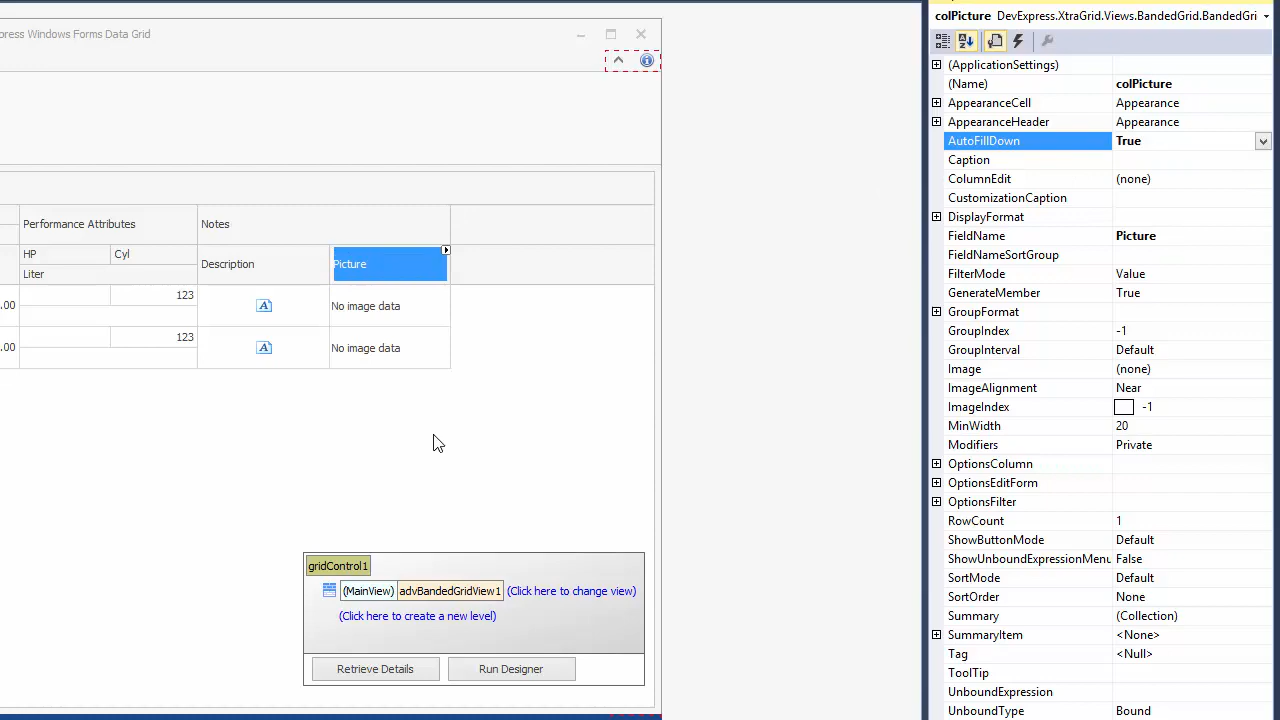 press Windows Forms Data Grid
Performance Attributes
Notes
HP
Cyl
Description
Picture
Liter
.00
123
No image data
.00
123
No image data
gridControl1
(MainView) advBandedGridView1 (Click here to change view)
(Click here to create a new level)
Retrieve Details
Run Designer
colPicture DevExpress.XtraGrid.Views.BandedGrid.BandedGri
(ApplicationSettings)
(Name) colPicture
AppearanceCell Appearance
AppearanceHeader Appearance
AutoFillDown True
Caption
ColumnEdit (none)
CustomizationCaption
DisplayFormat
FieldName Picture
FieldNameSortGroup
FilterMode Value
GenerateMember True
GroupFormat
GroupIndex -1
GroupInterval Default
Image (none)
ImageAlignment Near
ImageIndex -1
MinWidth 20
Modifiers Private
OptionsColumn
OptionsEditForm
OptionsFilter
RowCount 1
ShowButtonMode Default
ShowUnboundExpressionMenu False
SortMode Default
SortOrder None
Summary (Collection)
SummaryItem <None>
Tag <Null>
ToolTip
UnboundExpression
UnboundType Bound